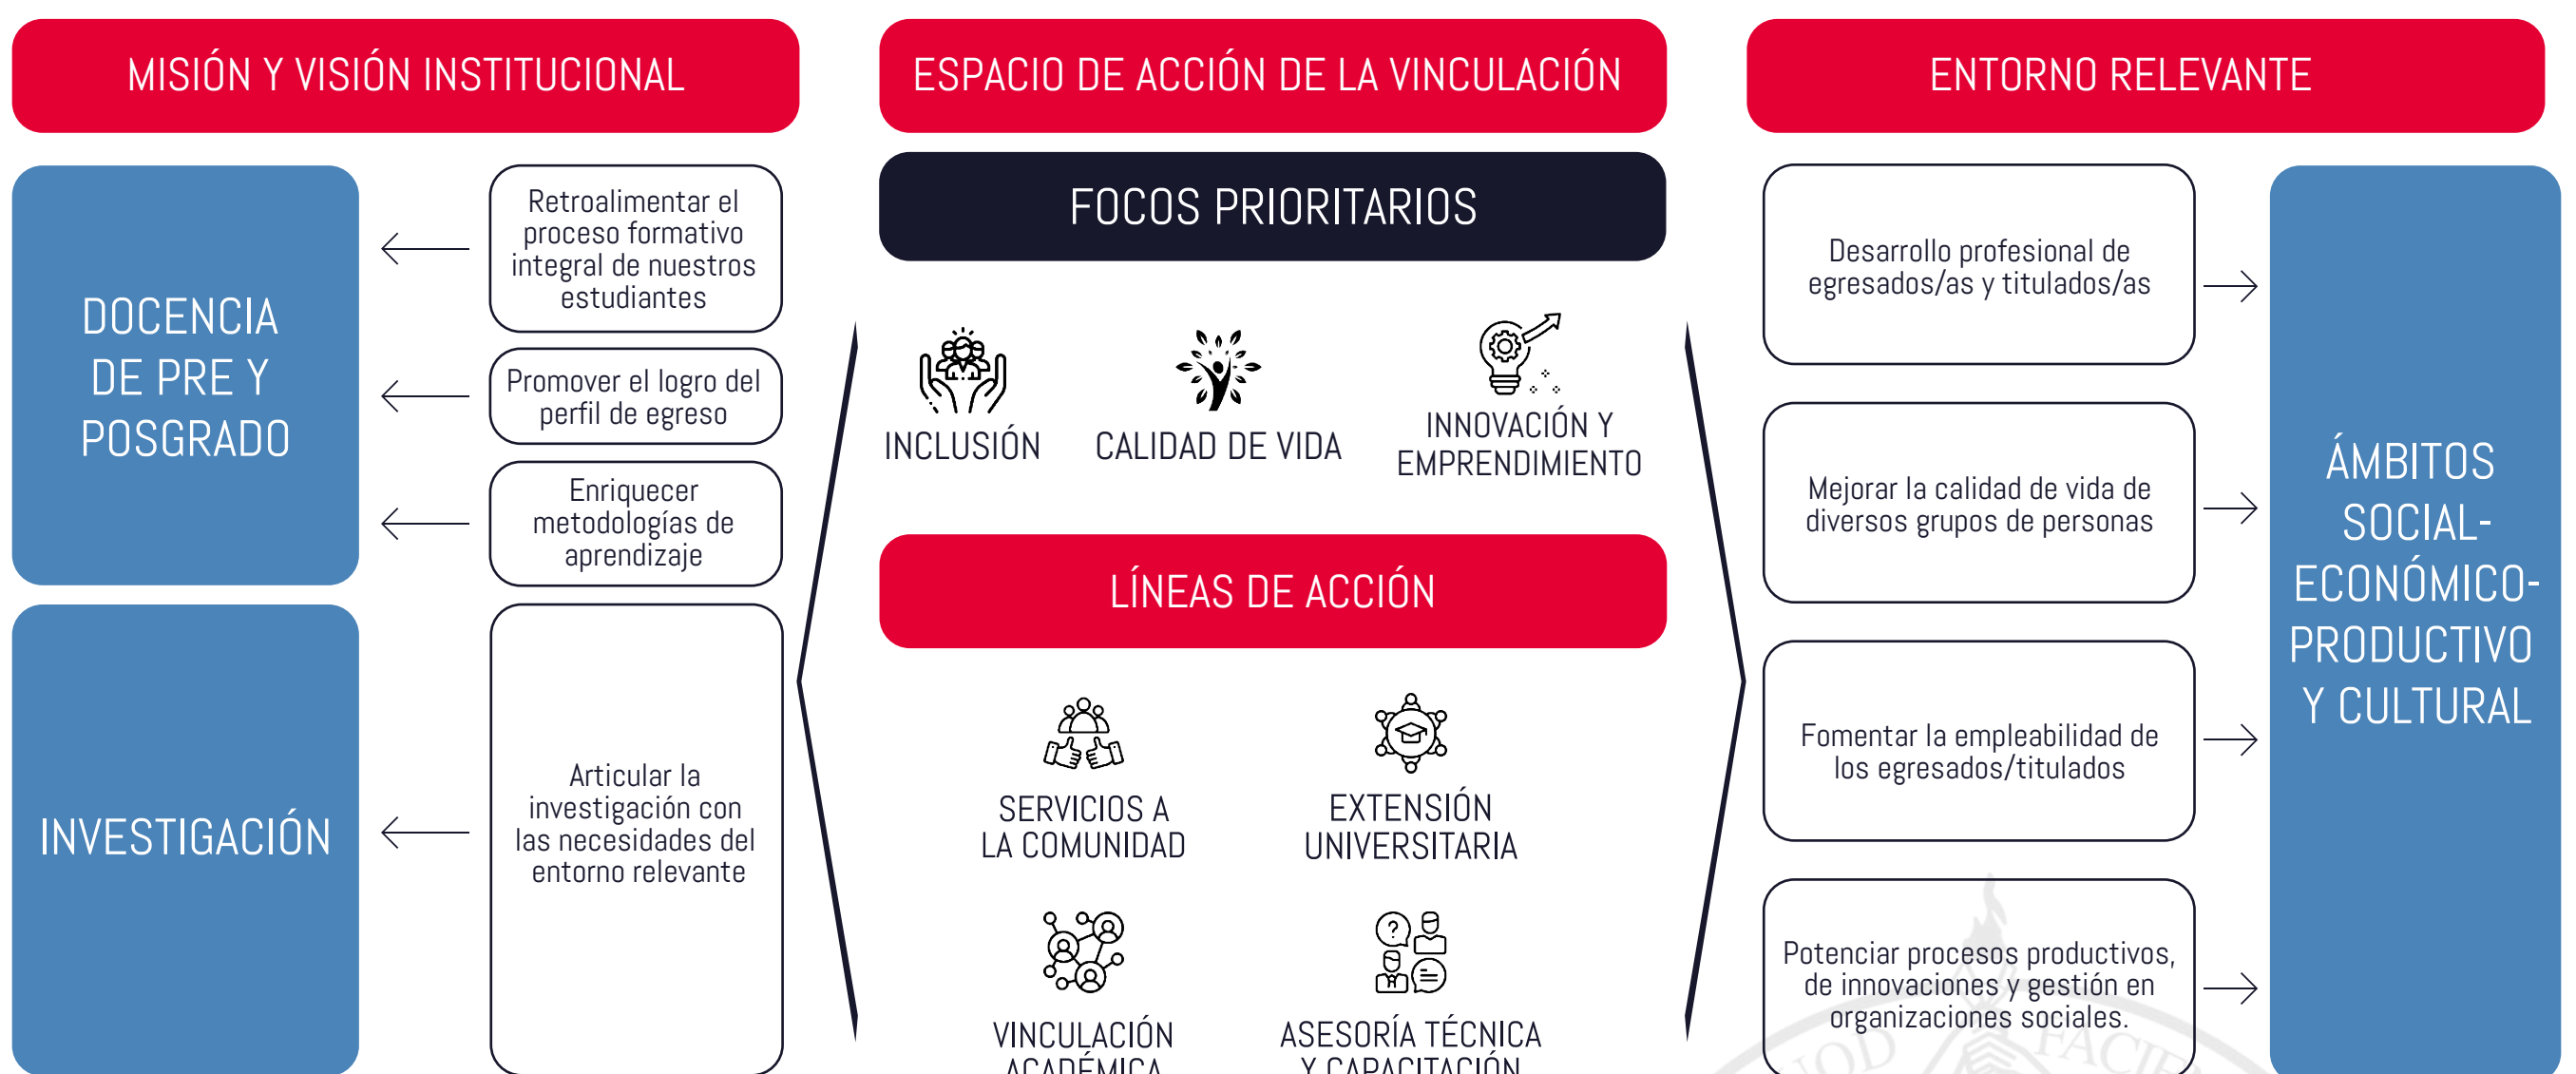 MISIÓN Y VISIÓN INSTITUCIONAL
DOCENCIA
DE PRE Y
POSGRADO
Retroalimentar el
proceso formativo
integral de nuestros
estudiantes
Promover el logro del
perfil de egreso
Enriquecer
metodologías de
aprendizaje
INVESTIGACIÓN
Articular la
investigación con
las necesidades del
entorno relevante
ESPACIO DE ACCIÓN DE LA VINCULACIÓN
FOCOS PRIORITARIOS
INCLUSIÓN
CALIDAD DE VIDA
INNOVACIÓN Y
EMPRENDIMIENTO
LÍNEAS DE ACCIÓN
SERVICIOS A
LA COMUNIDAD
EXTENSIÓN
UNIVERSITARIA
VINCULACIÓN
ACADÉMICA
ASESORÍA TÉCNICA
Y CAPACITACIÓN
ENTORNO RELEVANTE
Desarrollo profesional de
egresados/as y titulados/as
Mejorar la calidad de vida de
diversos grupos de personas
Fomentar la empleabilidad de
los egresados/titulados
Potenciar procesos productivos,
de innovaciones y gestión en
organizaciones sociales.
ÁMBITOS
SOCIAL-
ECONÓMICO-
PRODUCTIVO
Y CULTURAL